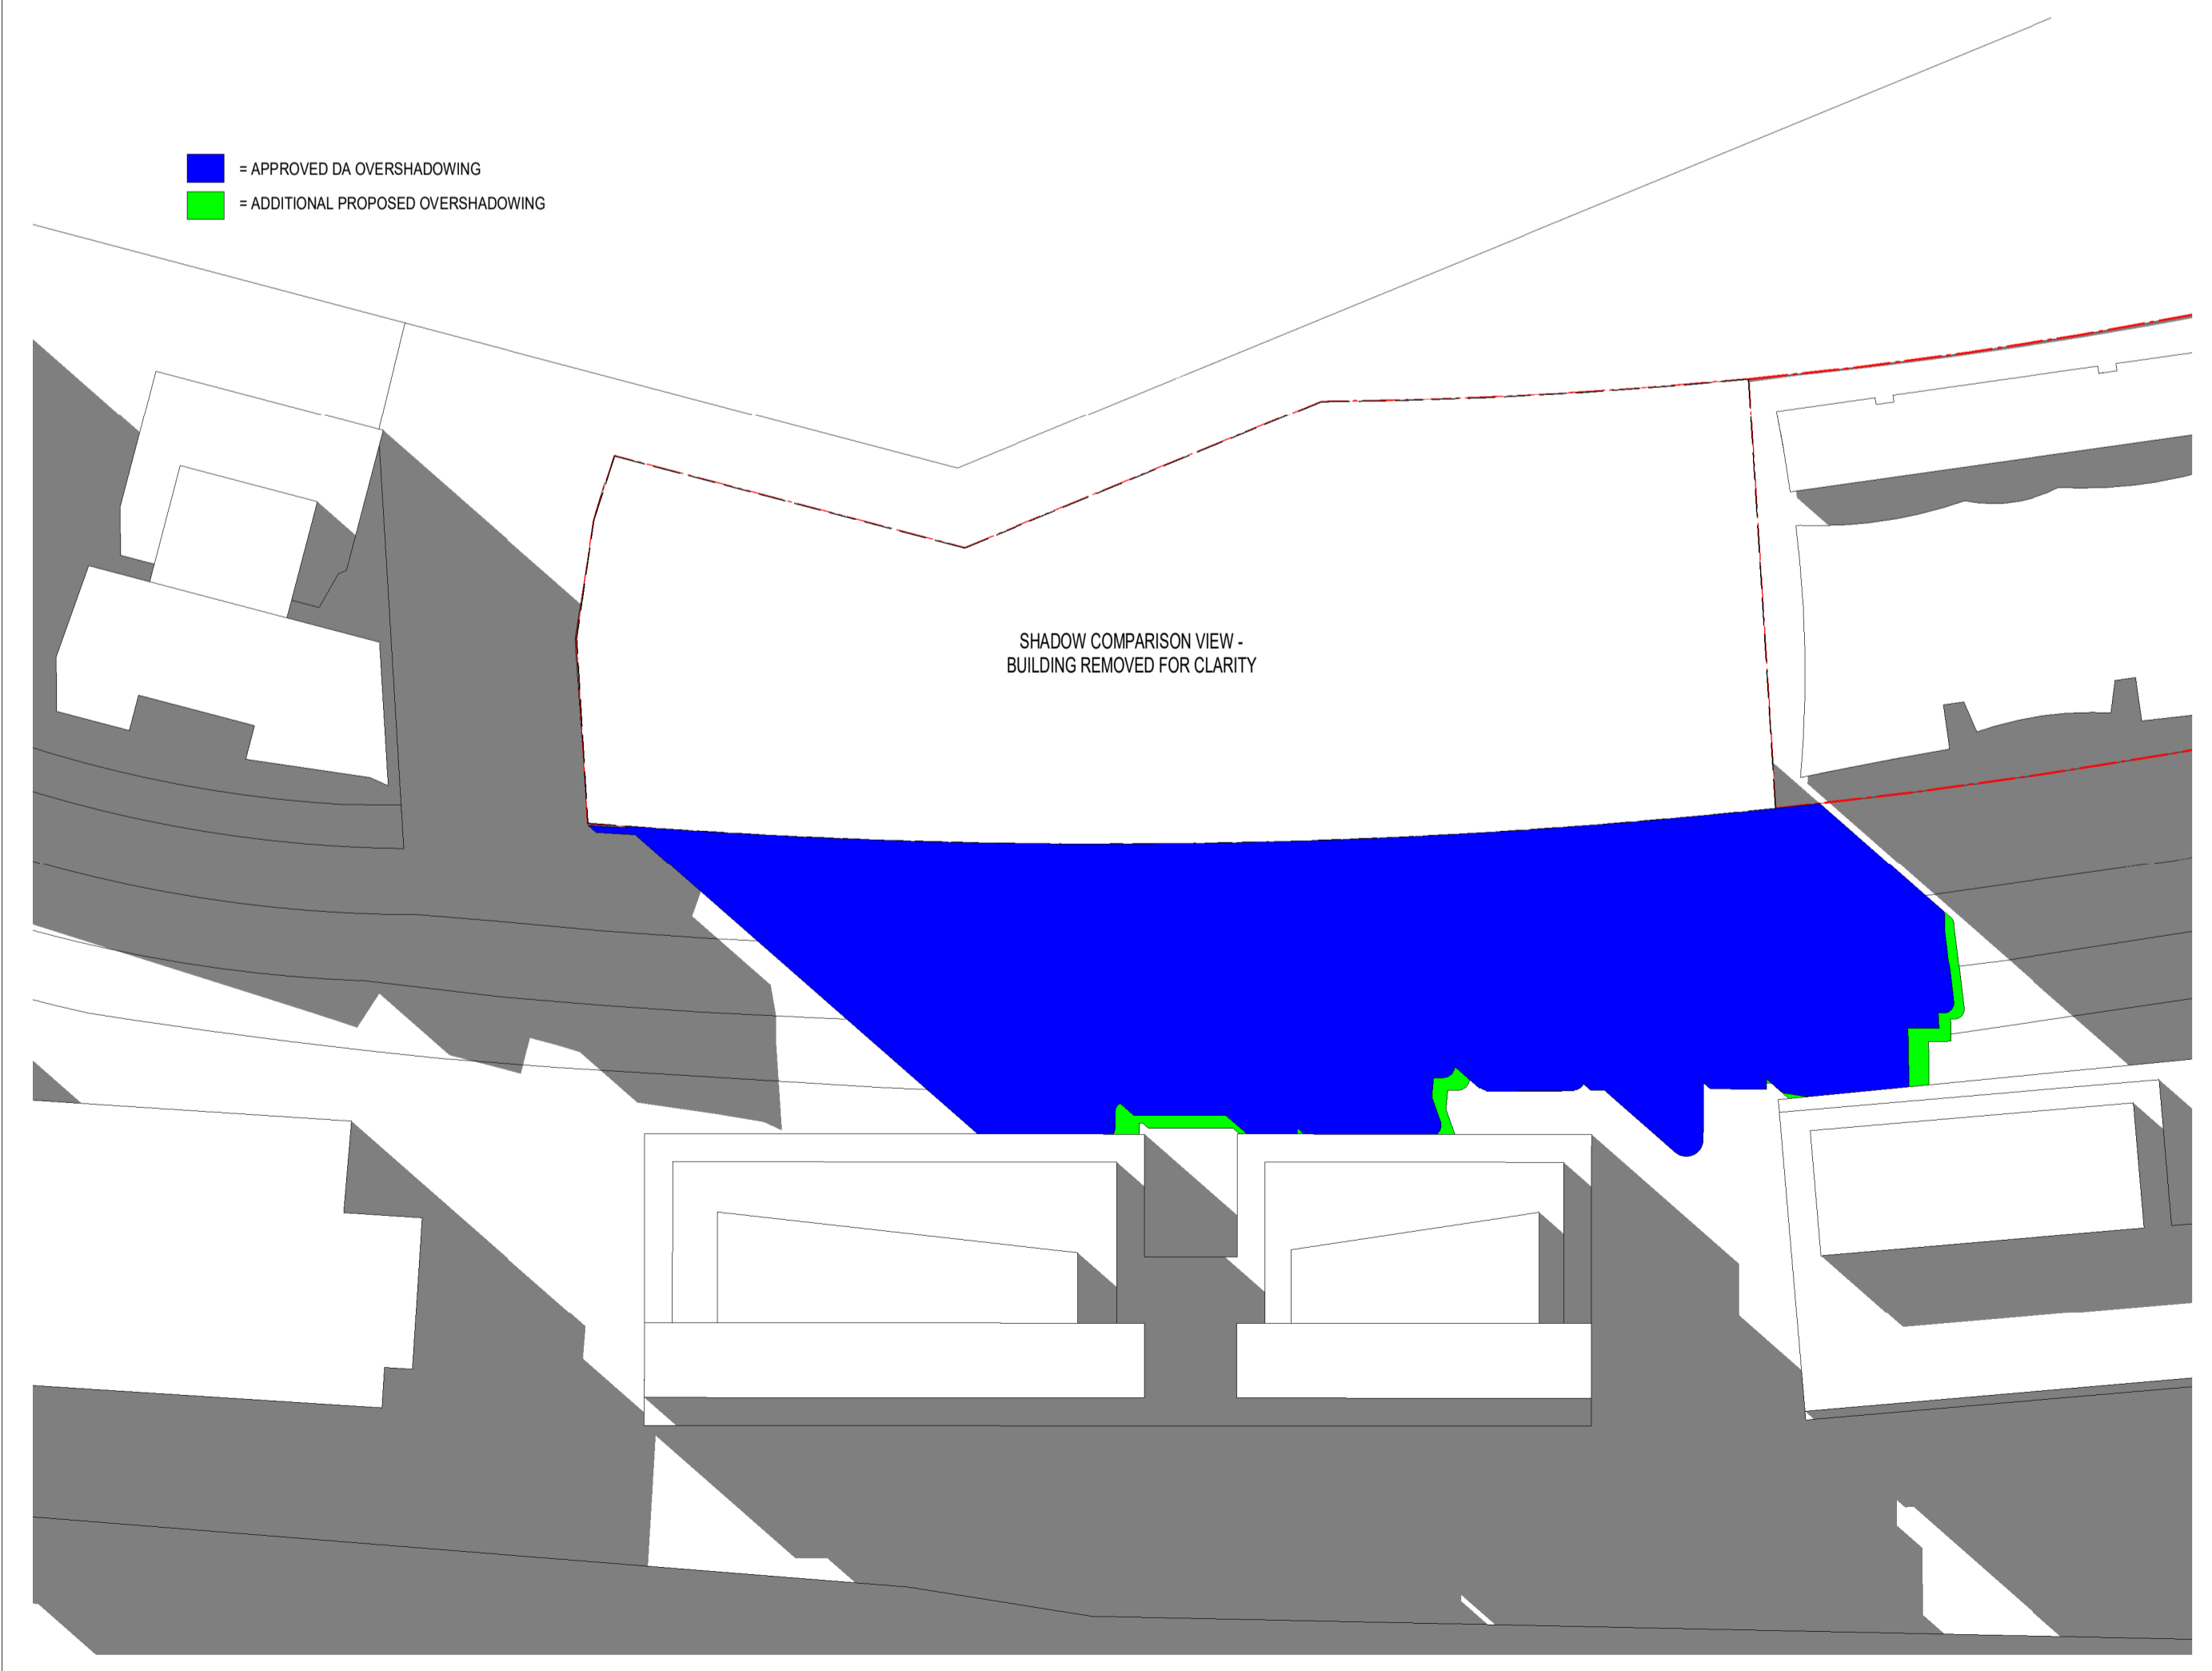 = APPROVED DA OVERSHADOWING
= ADDITIONAL PROPOSED OVERSHADOWING
SHADOW COMPARISON VIEW -
BUILDING REMOVED FOR CLARITY